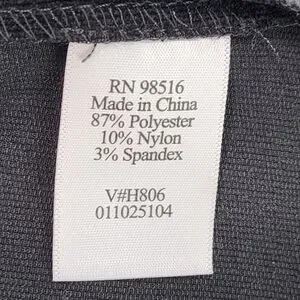 RN 98516
Made in China
87% Polyester
10% Nylon
3% Spandex
V#H806
011025104